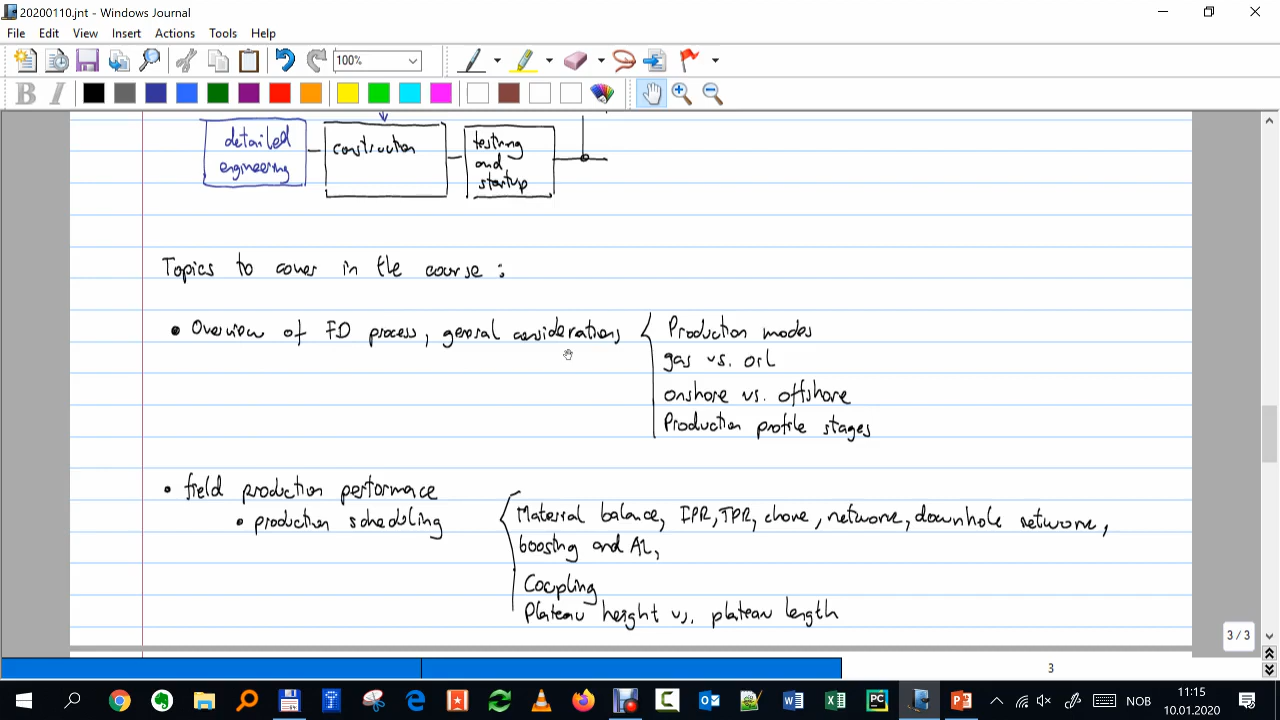 20200110.jnt - Windows Journal
File Edit View Insert Actions Tools Help
100%
B I
detailed
engineering
construction
testing
and
startup
Topics to cover in the course :
• Overview of FD process, general considerations
Production modes
gas vs. oil
onshore vs. offshore
Production profile stages
• field production performace
• production scheduling
Material balance, IPR, TPR, choke, network, downhole network,
boosting and AL,
Coupling
Plateau height vs. plateau length
3 / 3
3
NOB
11:15
10.01.2020